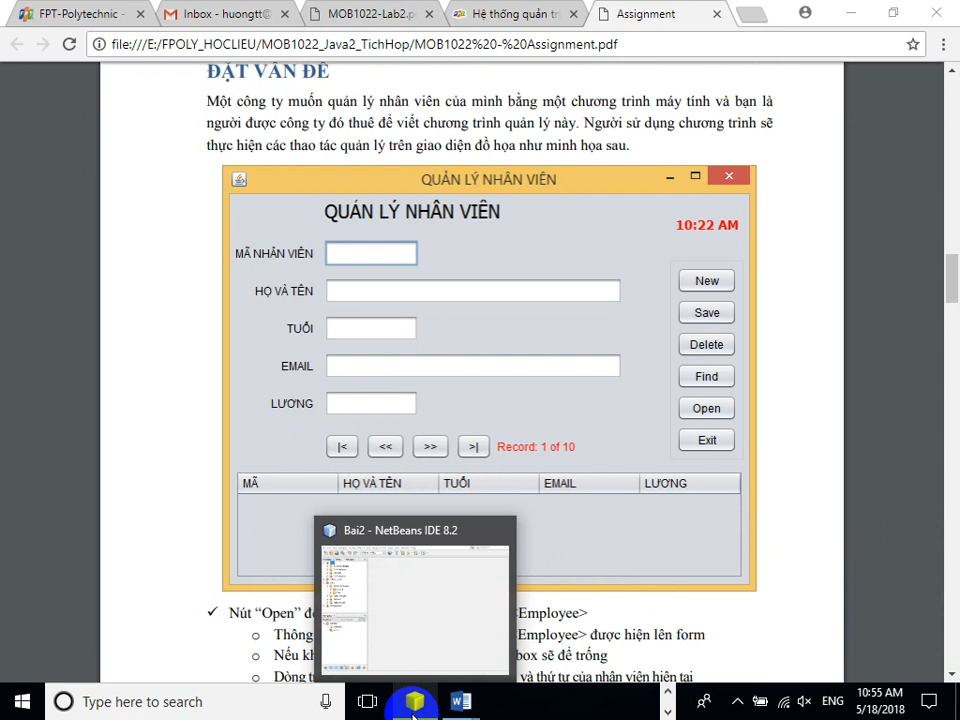 FPT-Polytechnic -
Inbox - huongtt@
MOB1022-Lab2.p
Hệ thống quản tr
Assignment
file:///E:/FPOLY_HOCLIEU/MOB1022_Java2_TichHop/MOB1022%20-%20Assignment.pdf
ĐẶT VẤN ĐỀ
Một công ty muốn quản lý nhân viên của mình bằng một chương trình máy tính và bạn là
người được công ty đó thuê để viết chương trình quản lý này. Người sử dụng chương trình sẽ
thực hiện các thao tác quản lý trên giao diện đồ họa như minh họa sau.
QUẢN LÝ NHÂN VIÊN
QUẢN LÝ NHÂN VIÊN
10:22 AM
MÃ NHÂN VIÊN
New
HỌ VÀ TÊN
Save
TUỔI
Delete
EMAIL
Find
LƯƠNG
Open
|<
<<
>>
>|
Record: 1 of 10
Exit
MÃ
HỌ VÀ TÊN
TUỔI
EMAIL
LƯƠNG
Bai2 - NetBeans IDE 8.2
✓ Nút “Open” đ
<Employee>
o Thông
<Employee> được hiện lên form
o Nếu kh
box sẽ để trống
o Dòng t
và thứ tự của nhân viên hiện tại
Type here to search
ENG
10:55 AM
5/18/2018